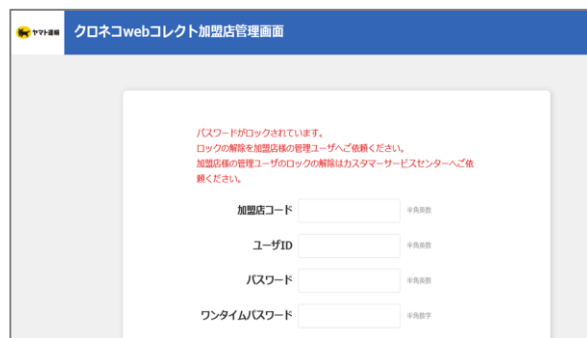 ヤマト運輸
クロネコwebコレクト加盟店管理画面
パスワードがロックされています。
ロックの解除を加盟店様の管理ユーザへご依頼ください。
加盟店様の管理ユーザのロックの解除はカスタマーサービスセンターへご依
頼ください。
加盟店コード 半角英数
ユーザID 半角英数
パスワード 半角英数
ワンタイムパスワード 半角数字